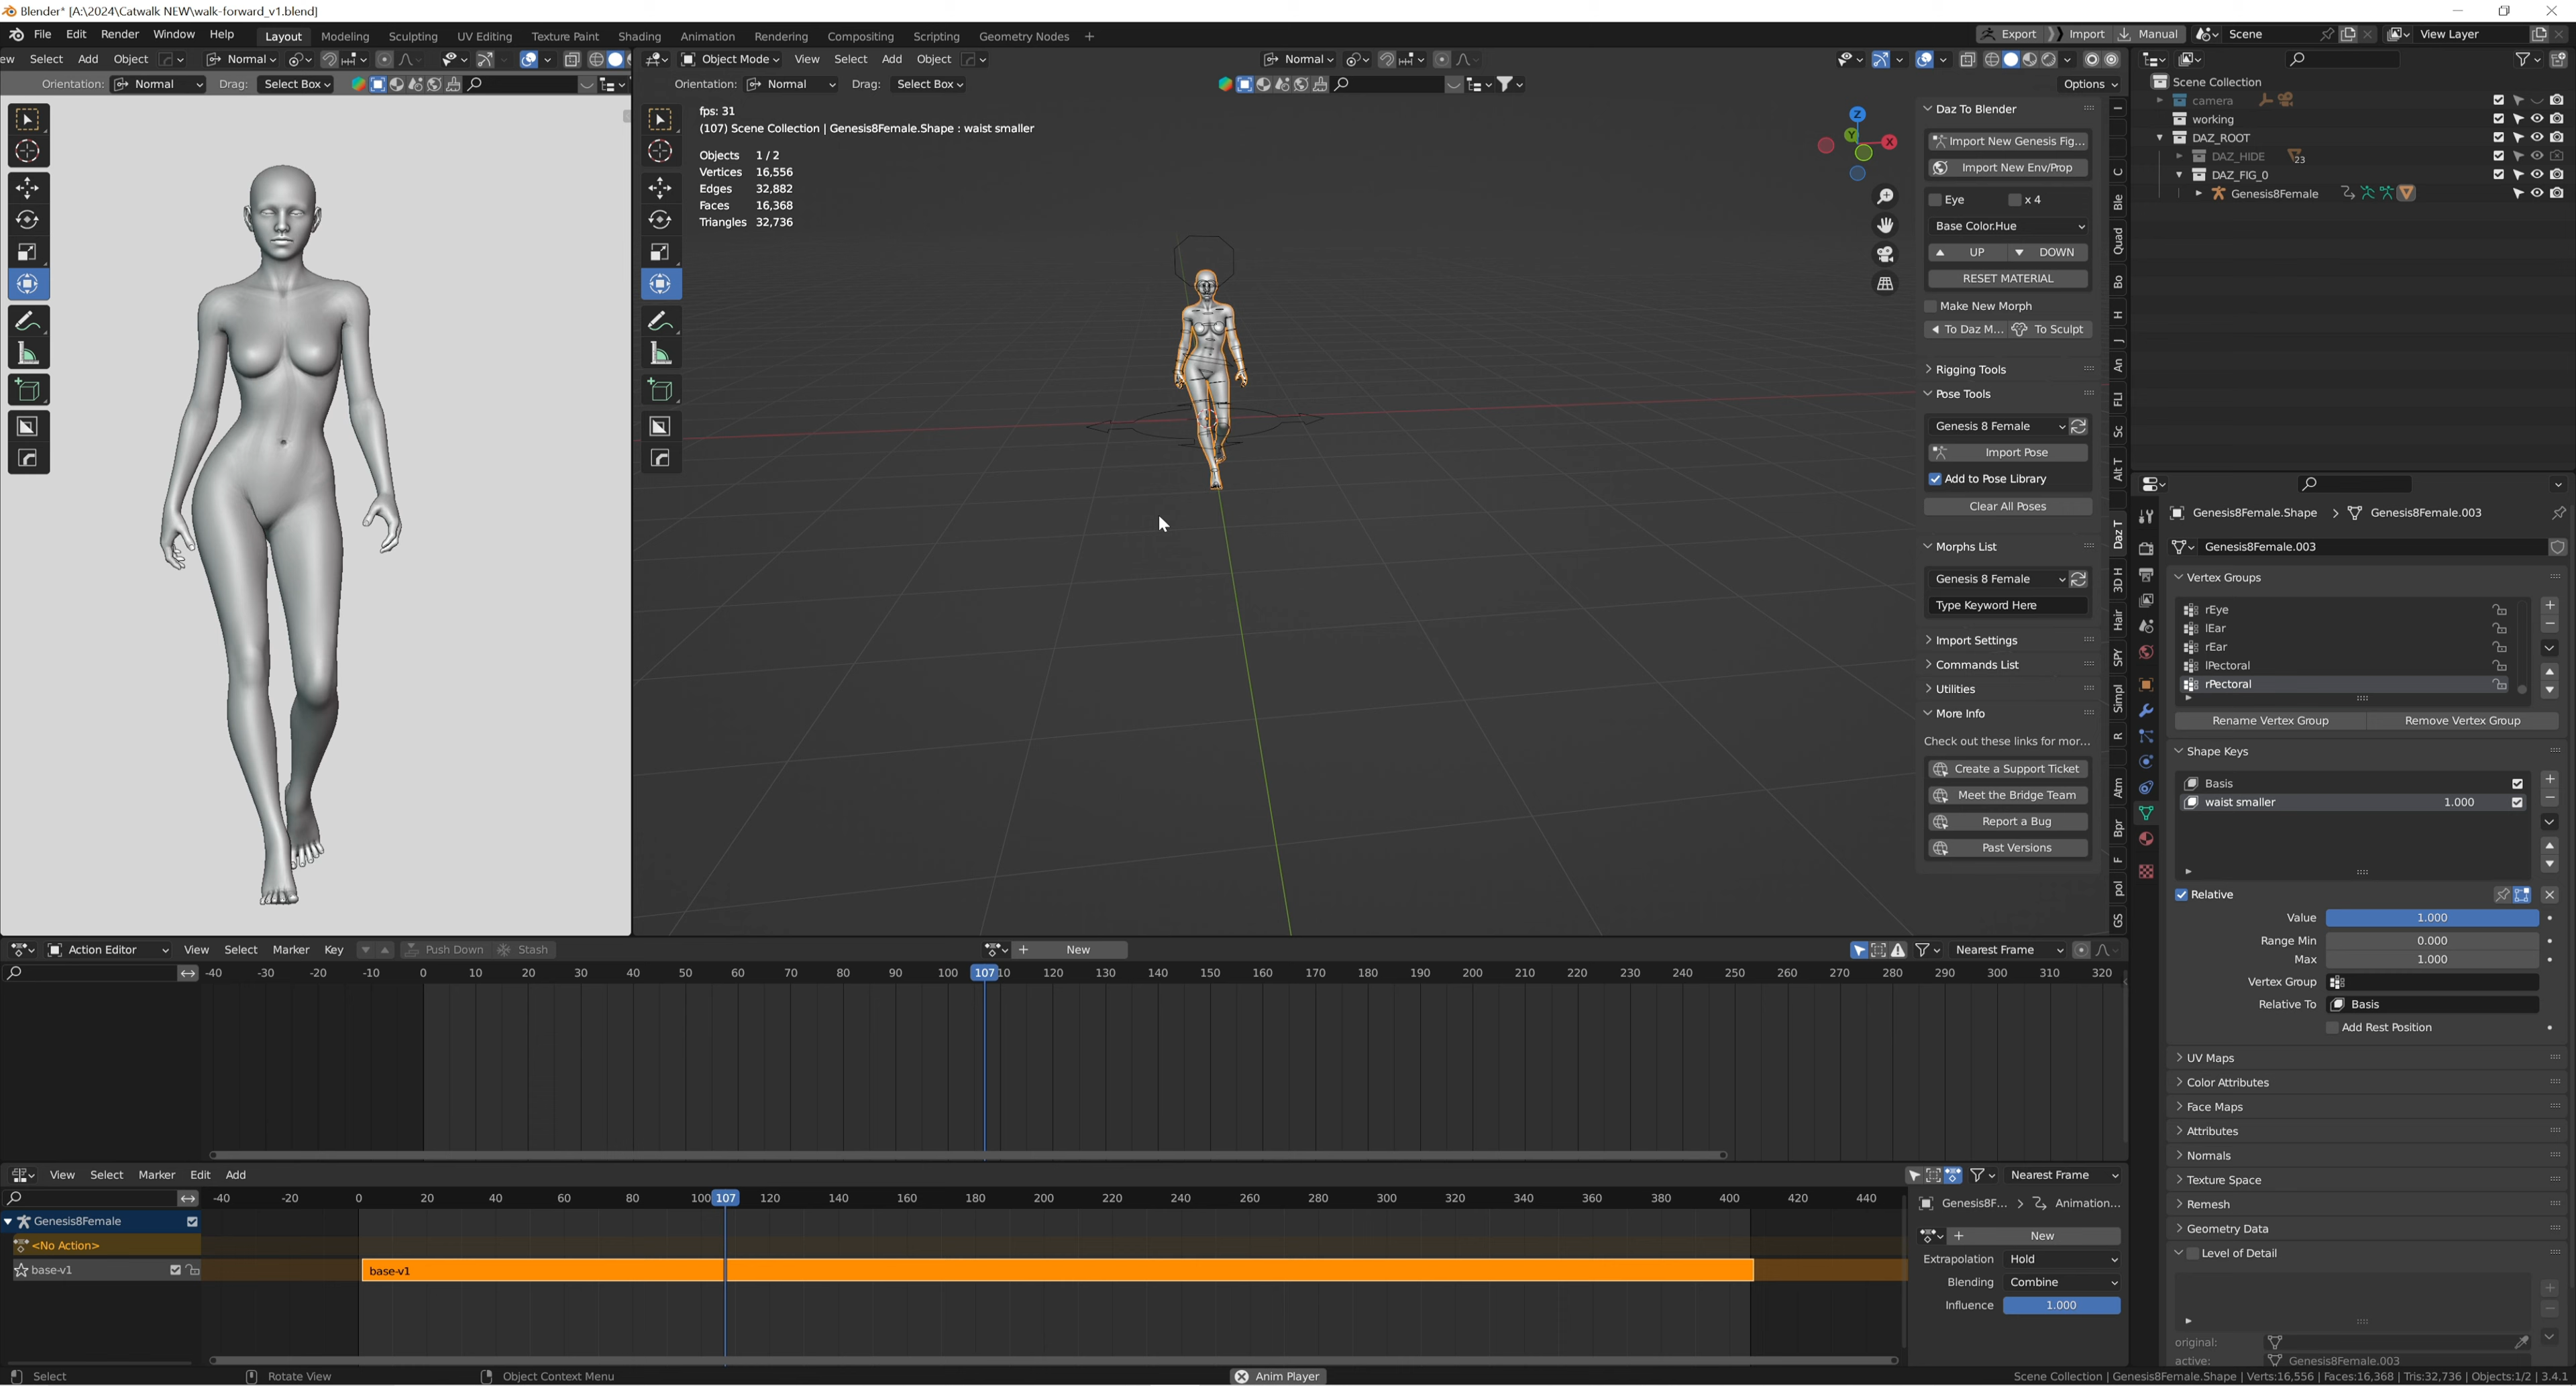 Blender* [A:\2024\Catwalk NEW\walk-forward_v1.blend]
File Edit Render Window Help Layout Modeling Sculpting UV Editing Texture Paint Shading Animation Rendering Compositing Scripting Geometry Nodes + Export Import Manual Scene View Layer
ew Select Add Object Normal
Object Mode View Select Add Object Normal
Orientation: Normal Drag: Select Box
Orientation: Normal Drag: Select Box Options
fps: 31
(107) Scene Collection | Genesis8Female.Shape : waist smaller
Objects 1 / 2
Vertices 16,556
Edges 32,882
Faces 16,368
Triangles 32,736
Z
Y
X
Daz To Blender
Import New Genesis Fig...
Import New Env/Prop
Eye x 4
Base Color.Hue
UP DOWN
RESET MATERIAL
Make New Morph
To Daz M... To Sculpt
Rigging Tools
Pose Tools
Genesis 8 Female
Import Pose
Add to Pose Library
Clear All Poses
Morphs List
Genesis 8 Female
Type Keyword Here
Import Settings
Commands List
Utilities
More Info
Check out these links for mor...
Create a Support Ticket
Meet the Bridge Team
Report a Bug
Past Versions
I
C
Ble
Quad
Bo
H
J
An
FLI
Sc
Alt T
Daz T
3D H
Hair
SPY
Simpl
R
Atm
Bpr
F
pol
GS
Scene Collection
camera
working
DAZ_ROOT
DAZ_HIDE 23
DAZ_FIG_0
Genesis8Female
Genesis8Female.Shape > Genesis8Female.003
Genesis8Female.003
Vertex Groups
rEye
lEar
rEar
lPectoral
rPectoral
Rename Vertex Group Remove Vertex Group
Shape Keys
Basis
waist smaller 1.000
Relative
Value 1.000
Range Min 0.000
Max 1.000
Vertex Group
Relative To Basis
Add Rest Position
UV Maps
Color Attributes
Face Maps
Attributes
Normals
Texture Space
Remesh
Geometry Data
Level of Detail
original:
active: Genesis8Female.003
Action Editor View Select Marker Key Push Down Stash + New Nearest Frame
-40 -30 -20 -10 0 10 20 30 40 50 60 70 80 90 100 107 10 120 130 140 150 160 170 180 190 200 210 220 230 240 250 260 270 280 290 300 310 320
View Select Marker Edit Add Nearest Frame
-40 -20 0 20 40 60 80 100 107 120 140 160 180 200 220 240 260 280 300 320 340 360 380 400 420 440
Genesis8Female
<No Action>
base-v1 base-v1
Genesis8F... > Animation...
+ New
Extrapolation Hold
Blending Combine
Influence 1.000
Select Rotate View Object Context Menu Anim Player Scene Collection | Genesis8Female.Shape | Verts:16,556 | Faces:16,368 | Tris:32,736 | Objects:1/2 | 3.4.1